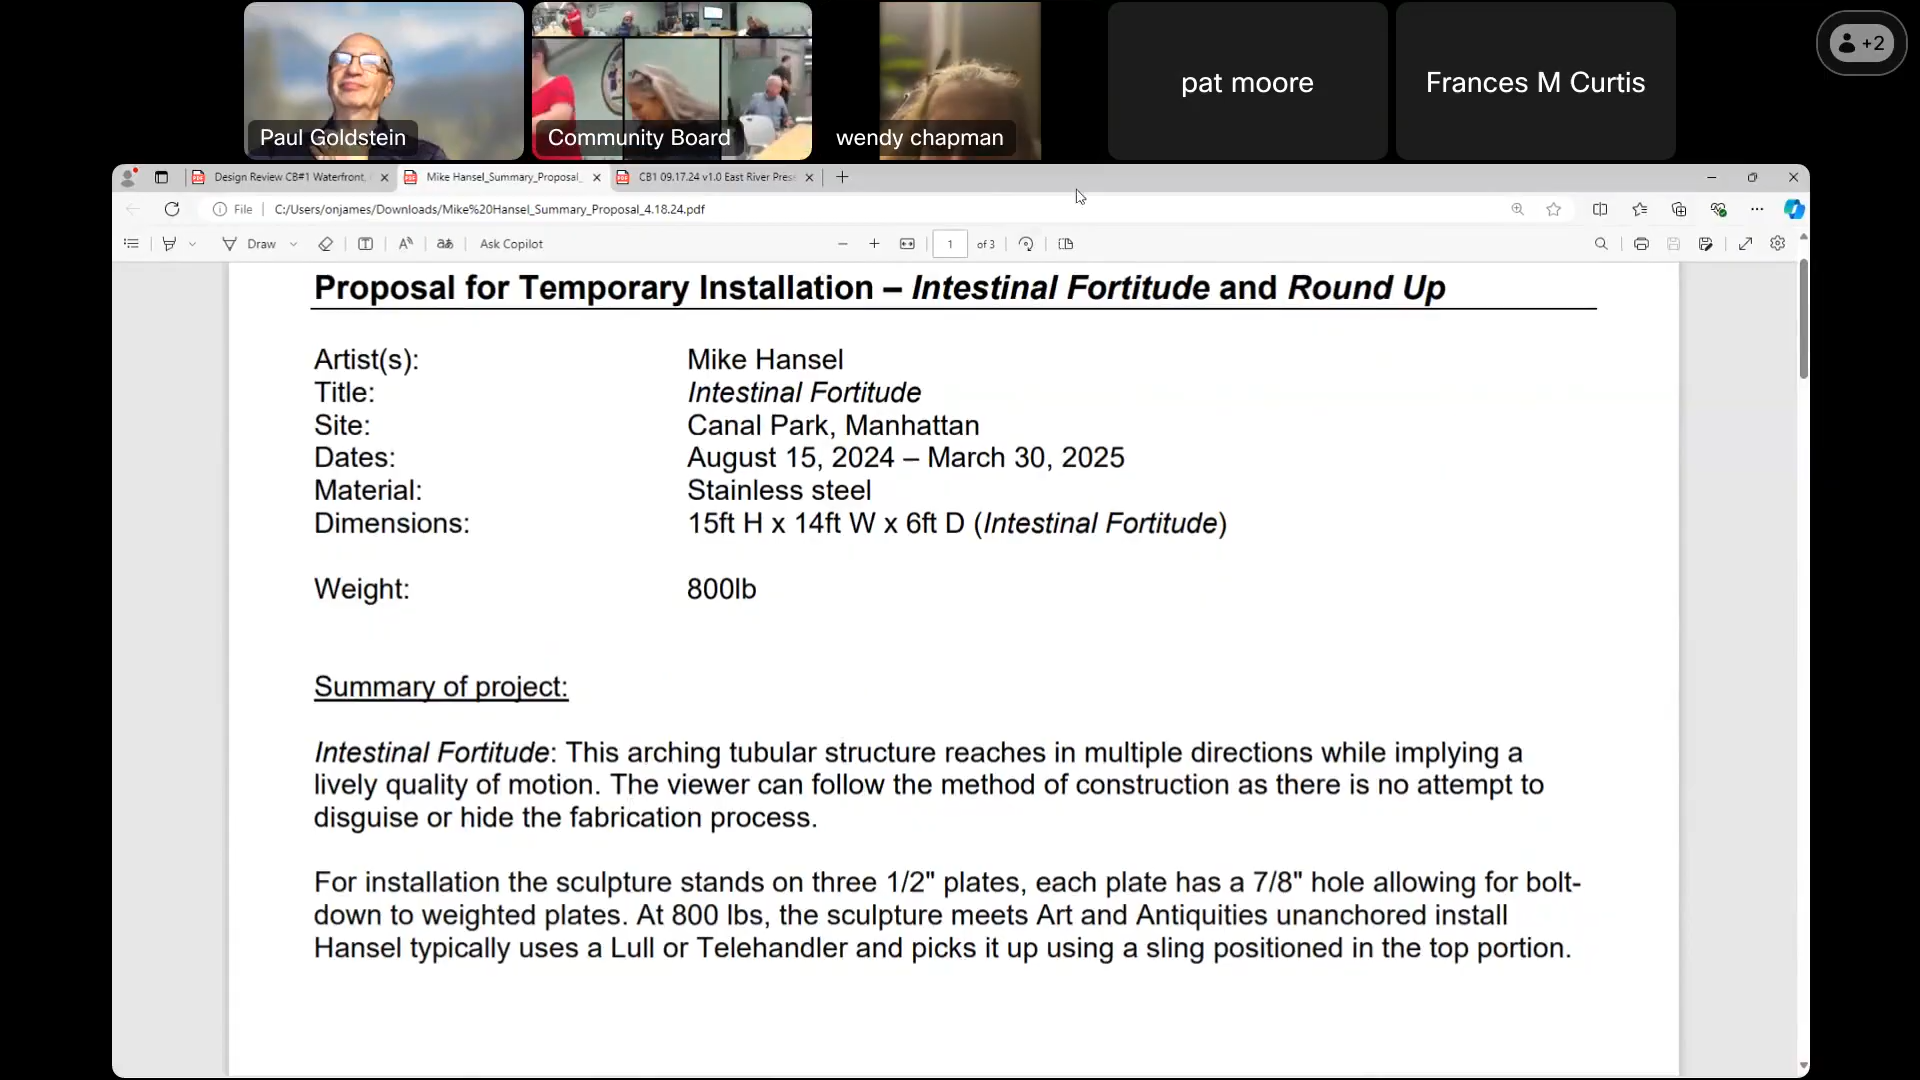 +2
pat moore
Frances M Curtis
Paul Goldstein
Community Board
wendy chapman
Design Review CB#1 Waterfront,
Mike Hansel_Summary_Proposal_
CB1 09.17.24 v1.0 East River Pres
File
C:/Users/onjames/Downloads/Mike%20Hansel_Summary_Proposal_4.18.24.pdf
Draw
Ask Copilot
1
of 3
Proposal for Temporary Installation – Intestinal Fortitude and Round Up
Artist(s): Mike Hansel
Title: Intestinal Fortitude
Site: Canal Park, Manhattan
Dates: August 15, 2024 – March 30, 2025
Material: Stainless steel
Dimensions: 15ft H x 14ft W x 6ft D (Intestinal Fortitude)
Weight: 800lb
Summary of project:
Intestinal Fortitude: This arching tubular structure reaches in multiple directions while implying a
lively quality of motion. The viewer can follow the method of construction as there is no attempt to
disguise or hide the fabrication process.
For installation the sculpture stands on three 1/2" plates, each plate has a 7/8" hole allowing for bolt-
down to weighted plates. At 800 lbs, the sculpture meets Art and Antiquities unanchored install
Hansel typically uses a Lull or Telehandler and picks it up using a sling positioned in the top portion.